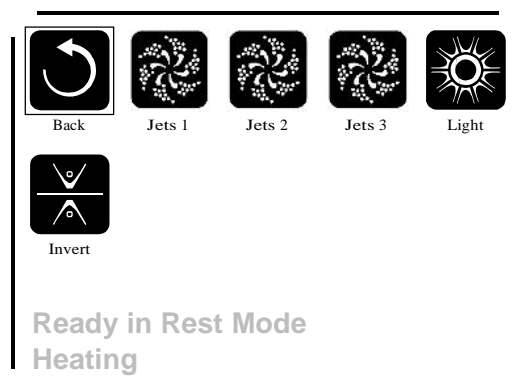 Back Jets 1 Jets 2 Jets 3 Light
Invert
Ready in Rest Mode
Heating